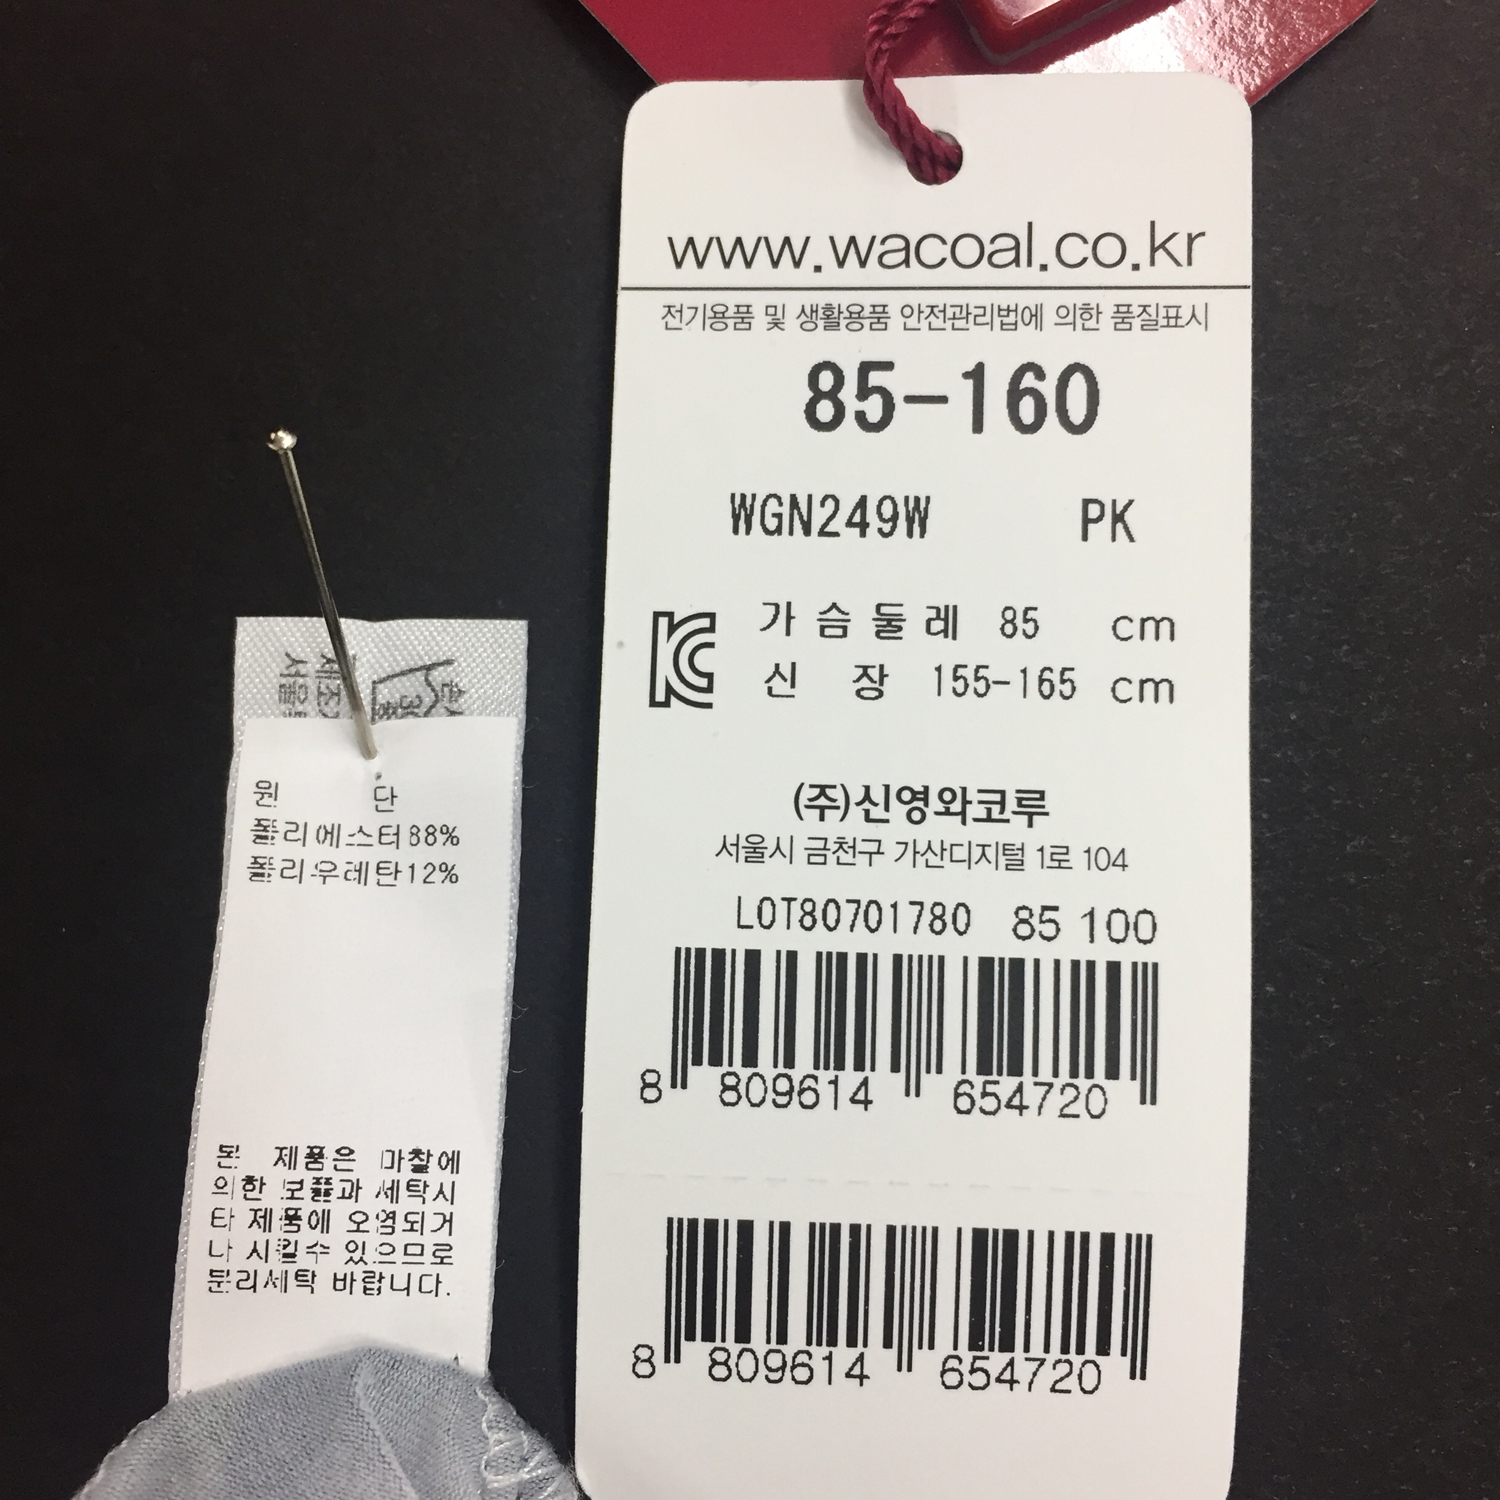 www.wacoal.co.kr
전기용품 및 생활용품 안전관리법에 의한 품질표시
85-160
WGN249W PK
가슴둘레 85 cm
신 장 155-165 cm
(주)신영와코루
서울시 금천구 가산디지털 1로 104
LOT80701780 85 100
8 809614 654720
8 809614 654720
원 단
폴리에스터88%
폴리우레탄12%
본 제품은 마찰에
의한 보풀과 세탁시
타 제품에 오염되거
나 시킬수 있으므로
분리세탁 바랍니다.